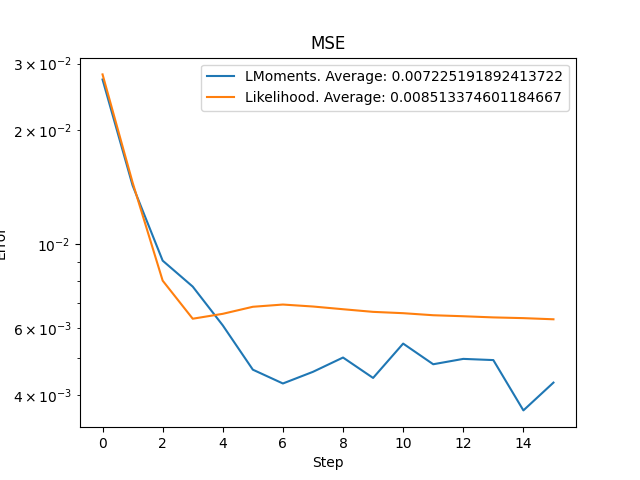 MSE
LMoments. Average: 0.007225191892413722
Likelihood. Average: 0.008513374601184667
3 × 10⁻²
2 × 10⁻²
10⁻²
6 × 10⁻³
4 × 10⁻³
Error
0 2 4 6 8 10 12 14
Step